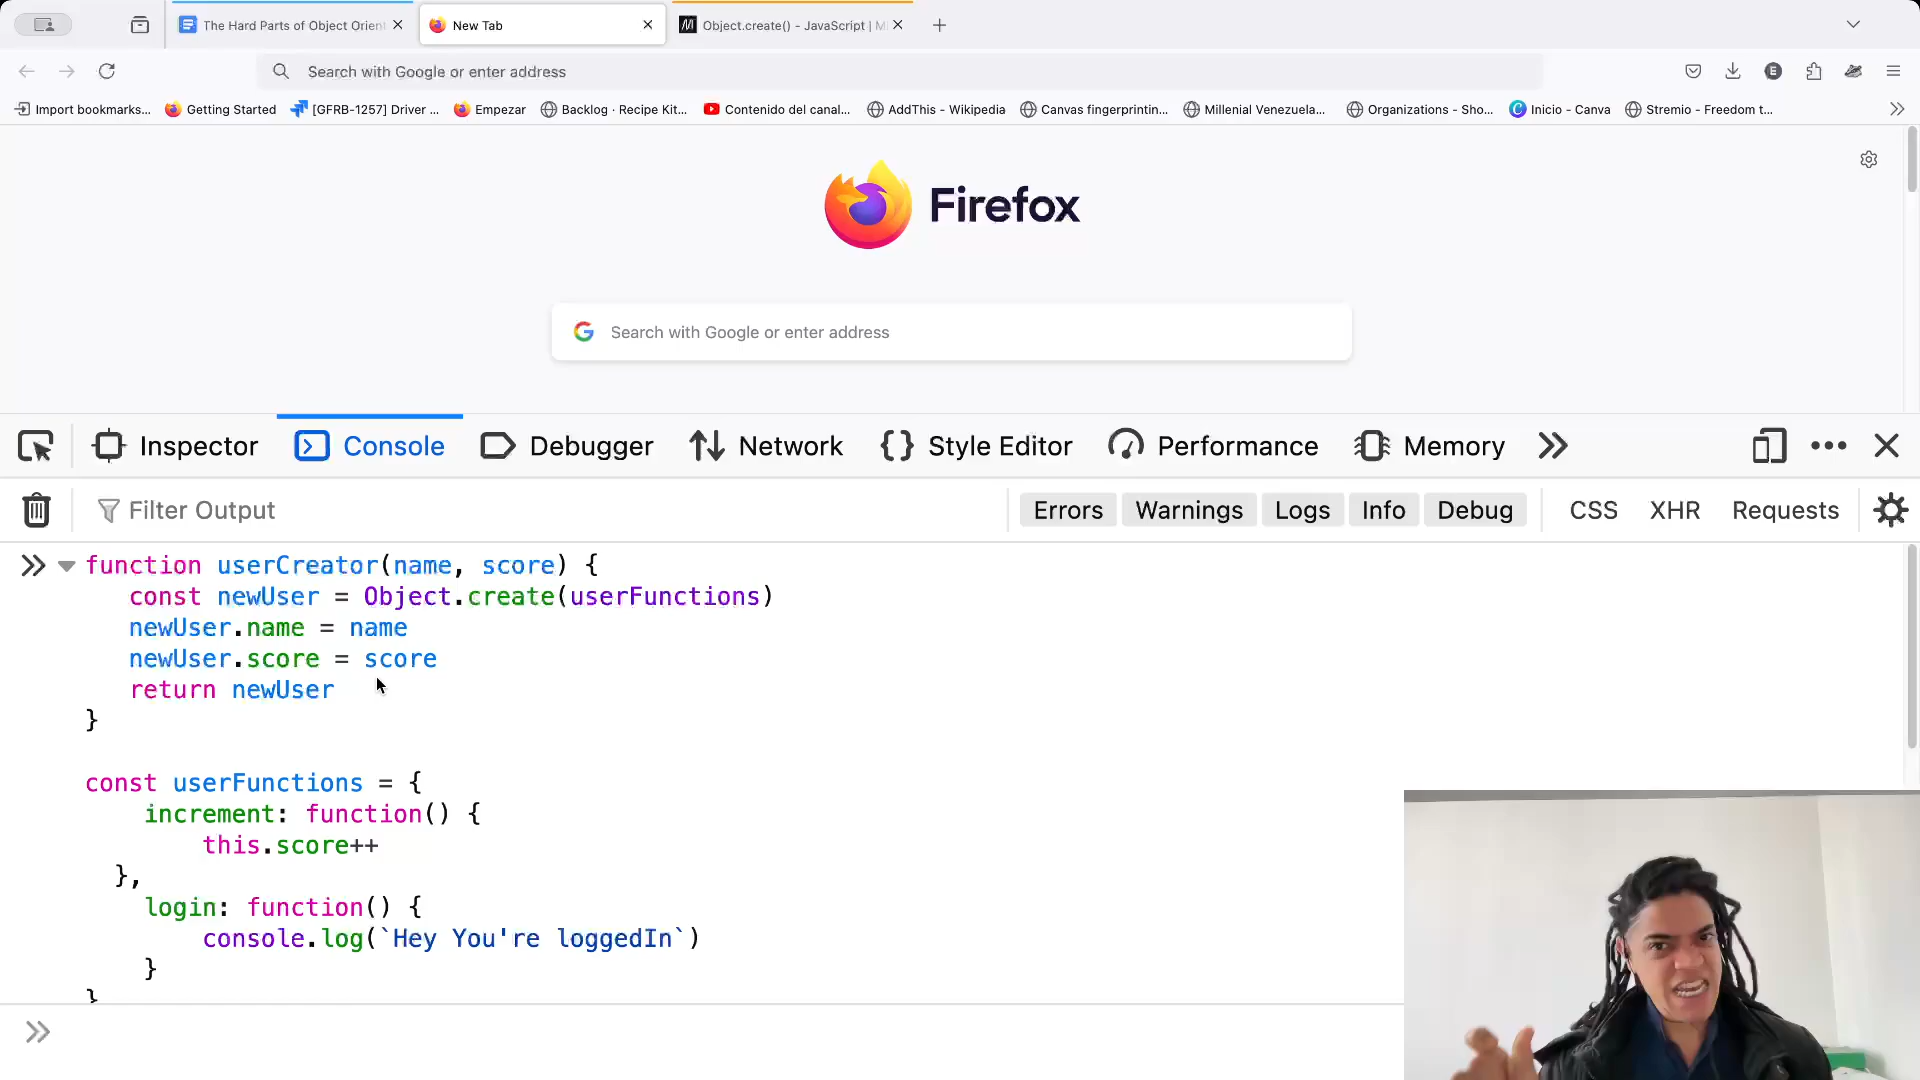 The Hard Parts of Object Orient
New Tab
Object.create() - JavaScript | M
Search with Google or enter address
E
Import bookmarks...
Getting Started
[GFRB-1257] Driver ...
Empezar
Backlog · Recipe Kit...
Contenido del canal...
AddThis - Wikipedia
Canvas fingerprintin...
Millenial Venezuela...
Organizations - Sho...
Inicio - Canva
Stremio - Freedom t...
Firefox
Search with Google or enter address
Inspector
Console
Debugger
Network
Style Editor
Performance
Memory
Filter Output
Errors
Warnings
Logs
Info
Debug
CSS
XHR
Requests
function userCreator(name, score) {
const newUser = Object.create(userFunctions)
newUser.name = name
newUser.score = score
return newUser
}
const userFunctions = {
increment: function() {
this.score++
},
login: function() {
console.log(`Hey You're loggedIn`)
}
}